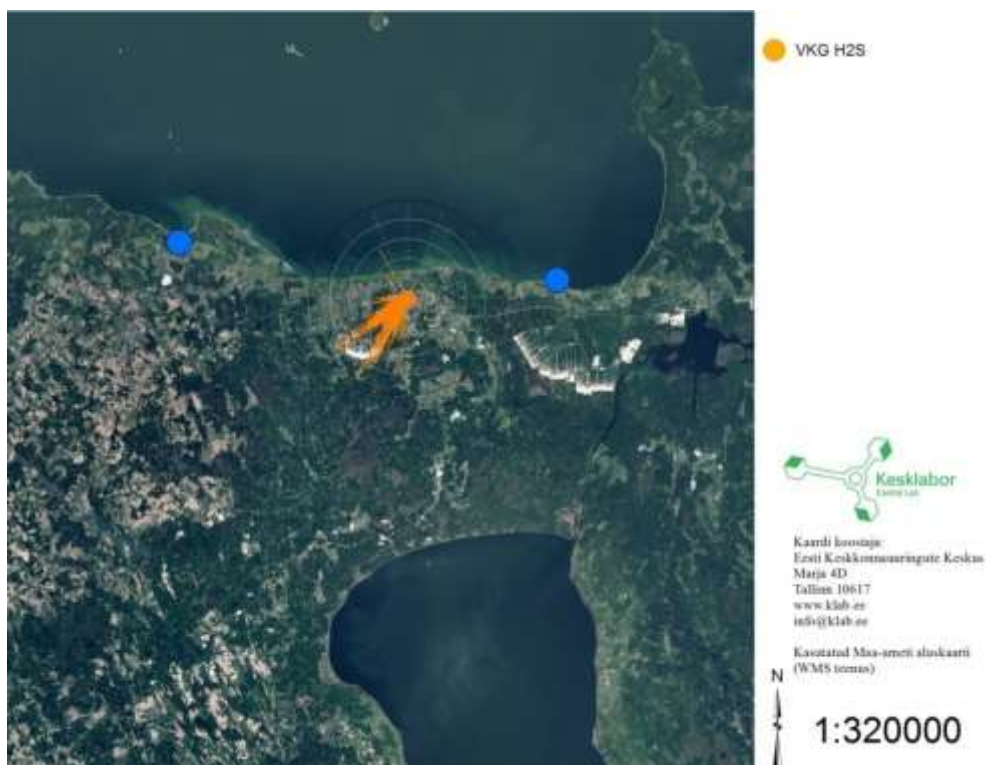 VKG H2S
Kesklabor
Central Lab
Kaardi koostaja:
Eesti Keskkonnauuringute Keskus
Marja 4D
Tallinn 10617
www.klab.ee
info@klab.ee
Kasutatud Maa-ameti aluskaarti
(WMS teenus)
N
1:320000